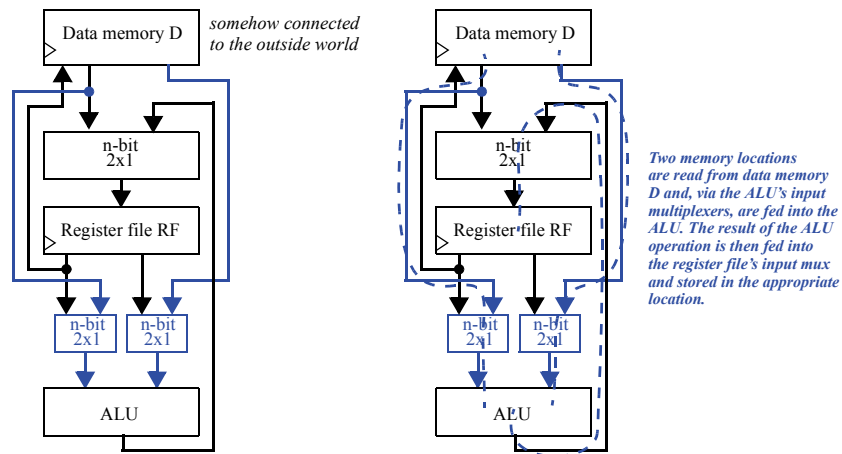 Data memory D
somehow connected
to the outside world
n-bit
2x1
Register file RF
n-bit
2x1
n-bit
2x1
ALU
Data memory D
n-bit
2x1
Register file RF
n-bit
2x1
n-bit
2x1
ALU
Two memory locations
are read from data memory
D and, via the ALU's input
multiplexers, are fed into the
ALU. The result of the ALU
operation is then fed into
the register file's input mux
and stored in the appropriate
location.